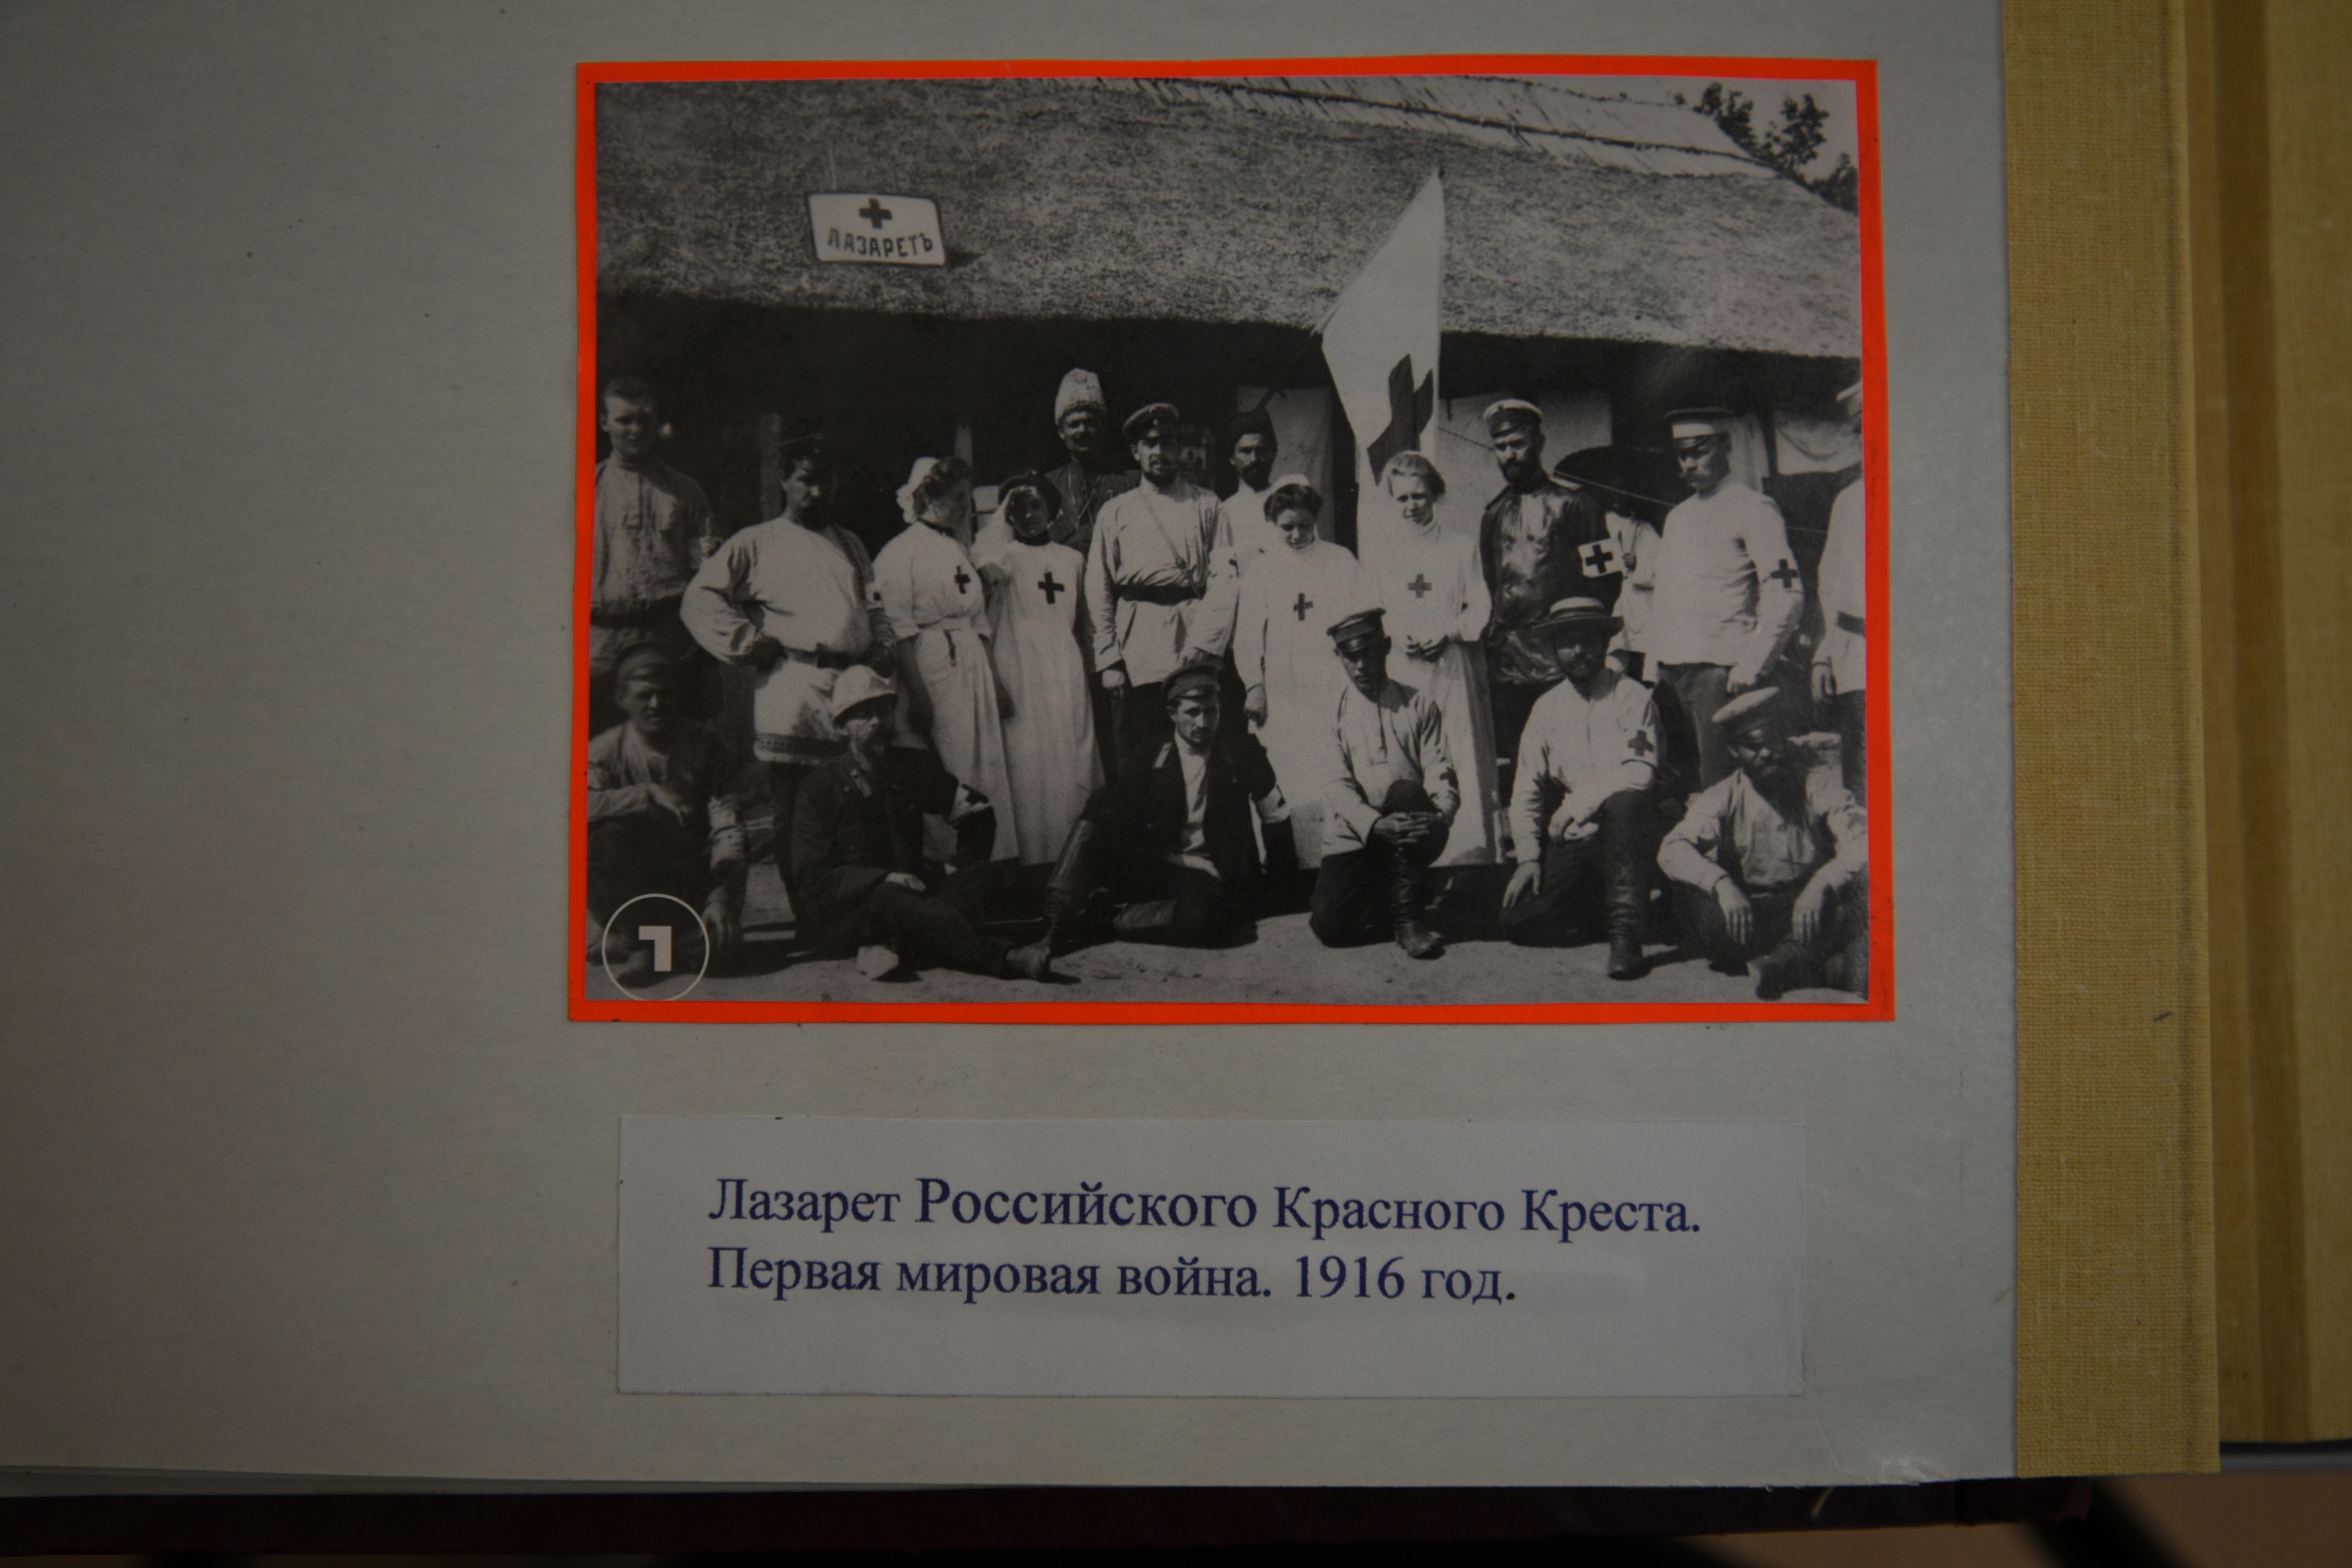 ЛАЗАРЕТЪ
Лазарет Российского Красного Креста.
Первая мировая война. 1916 год.